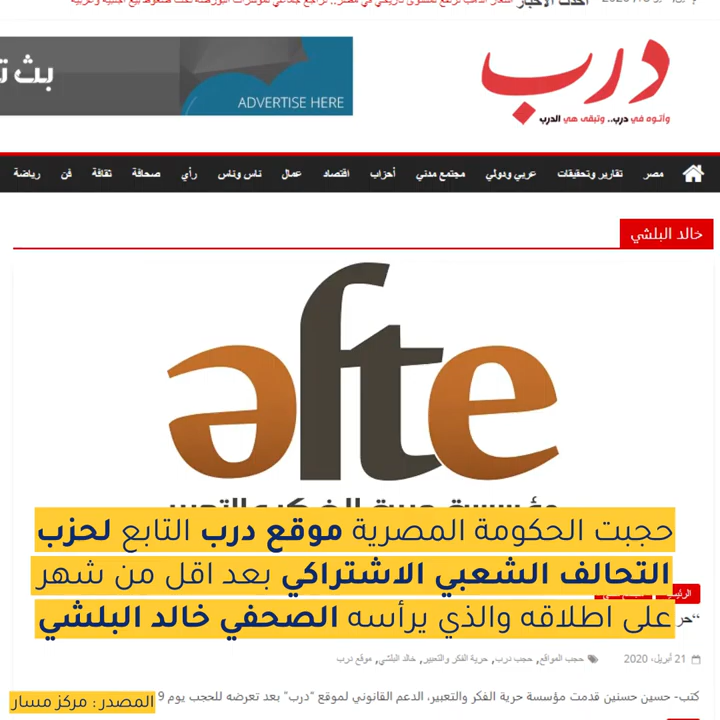 أحدث الأخبار
بث ت
ADVERTISE HERE
درب
وأتوه في درب.. وتبقى هي الدرب
مصر تقارير وتحقيقات عربي ودولي مجتمع مدني أحزاب اقتصاد عمال ناس وناس رأي صحافة ثقافة فن رياضة
خالد البلشي
afte
حجبت الحكومة المصرية موقع درب التابع لحزب
التحالف الشعبي الاشتراكي بعد اقل من شهر
على اطلاقه والذي يرأسه الصحفي خالد البلشي
21 أبريل، 2020 حجب المواقع, حجب درب, حرية الفكر والتعبير, خالد البلشي, موقع درب
كتب- حسين حسنين قدمت مؤسسة حرية الفكر والتعبير، الدعم القانوني لموقع “درب” بعد تعرضه للحجب يوم 9
المصدر: مركز مسار